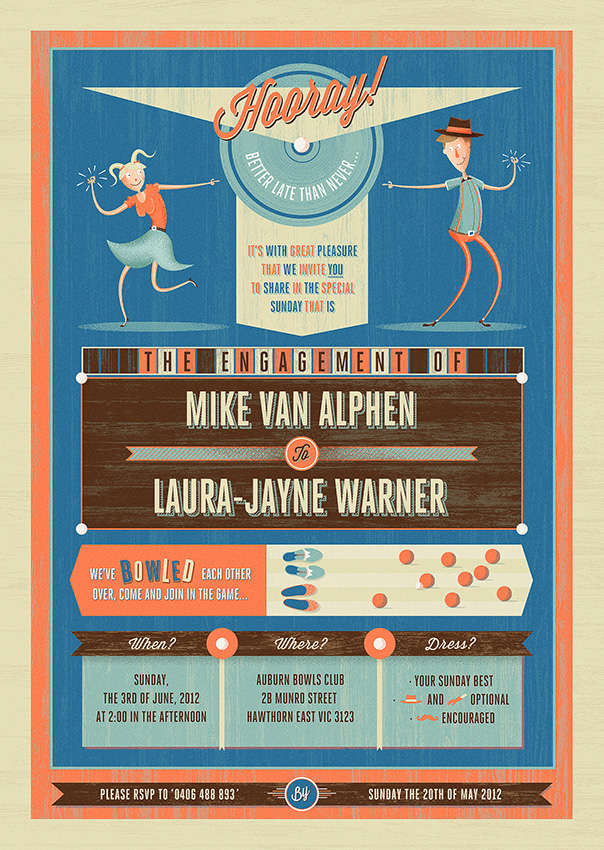 Hooray!
BETTER LATE THAN NEVER...
IT'S WITH GREAT PLEASURE
THAT WE INVITE YOU
TO SHARE IN THE SPECIAL
SUNDAY THAT IS
THE ENGAGEMENT OF
MIKE VAN ALPHEN
To
LAURA-JAYNE WARNER
WE'VE BOWLED EACH OTHER
OVER, COME AND JOIN IN THE GAME...
When?
SUNDAY,
THE 3RD OF JUNE, 2012
AT 2:00 IN THE AFTERNOON
Where?
AUBURN BOWLS CLUB
2B MUNRO STREET
HAWTHORN EAST VIC 3123
Dress?
· YOUR SUNDAY BEST
· AND OPTIONAL
· ENCOURAGED
PLEASE RSVP TO '0406 488 893' By SUNDAY THE 20TH OF MAY 2012